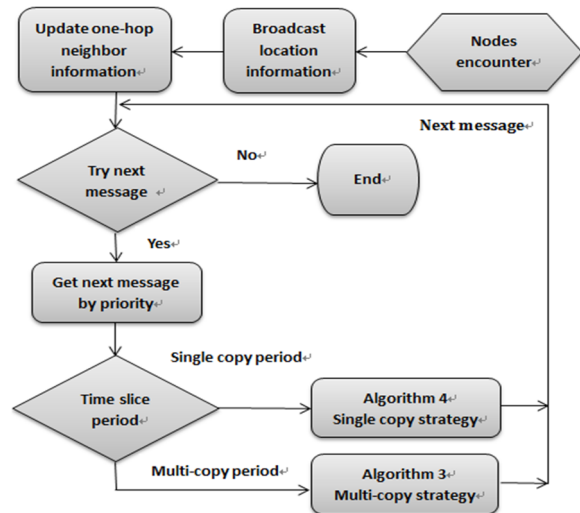 Update one-hop
neighbor
information↵
Broadcast
location
information↵
Nodes
encounter↵
Next message↵
Try next
message ↵
No↵
End↵
Yes↵
Get next message
by priority↵
Single copy period↵
Time slice
period↵
Algorithm 4↵
Single copy strategy↵
Multi-copy period↵
Algorithm 3↵
Multi-copy strategy↵